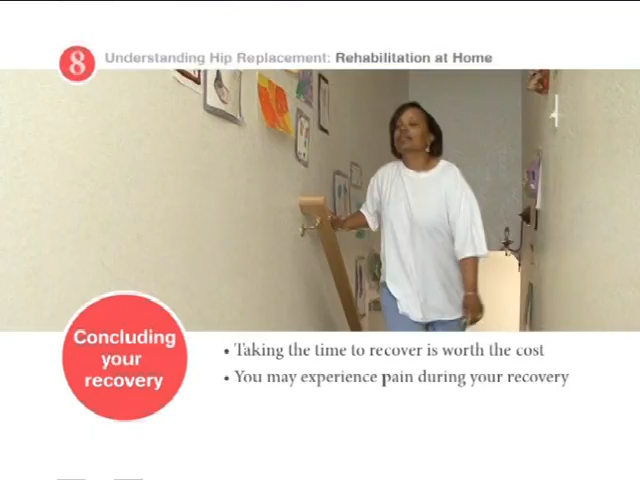 8 Understanding Hip Replacement: Rehabilitation at Home
Concluding
your
recovery
• Taking the time to recover is worth the cost
• You may experience pain during your recovery